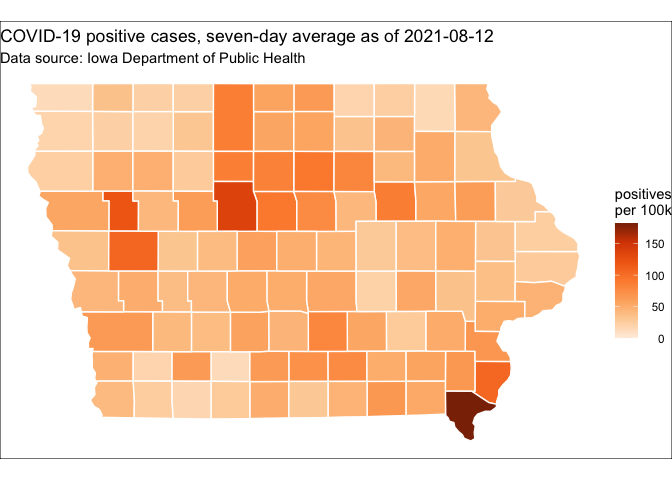 COVID-19 positive cases, seven-day average as of 2021-08-12
Data source: Iowa Department of Public Health
positives
per 100k
150
100
50
0